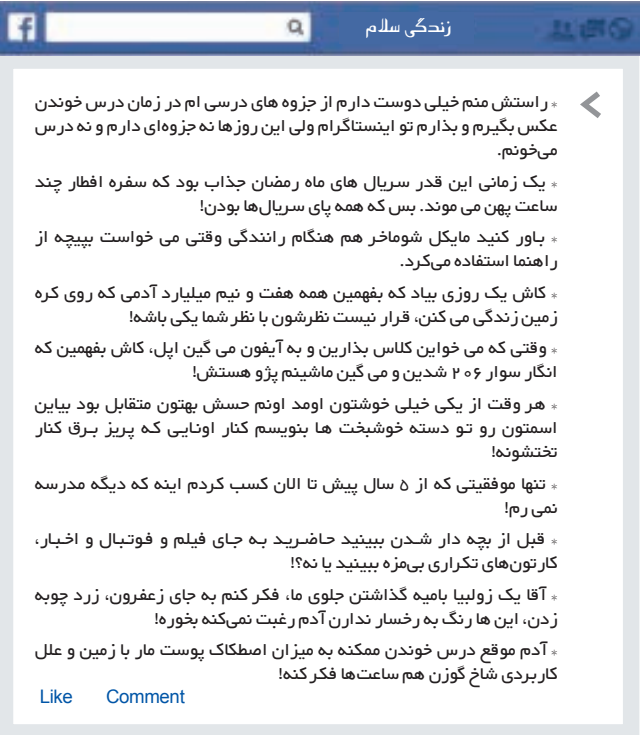 زندگی سلام
* راستش منم خیلی دوست دارم از جزوه های درسی ام در زمان درس خوندن
عکس بگیرم و بذارم تو اینستاگرام ولی این روزها نه جزوه‌ای دارم و نه درس
می‌خونم.
* یک زمانی این قدر سریال های ماه رمضان جذاب بود که سفره افطار چند
ساعت پهن می موند. بس که همه پای سریال‌ها بودن!
* باور کنید مایکل شوماخر هم هنگام رانندگی وقتی می خواست بپیچه از
راهنما استفاده می‌کرد.
* کاش یک روزی بیاد که بفهمین همه هفت و نیم میلیارد آدمی که روی کره
زمین زندگی می کنن، قرار نیست نظرشون با نظر شما یکی باشه!
* وقتی که می خواین کلاس بذارین و به آیفون می گین اپل، کاش بفهمین که
انگار سوار ۲۰۶ شدین و می گین ماشینم پژو هستش!
* هر وقت از یکی خیلی خوشتون اومد اونم حسش بهتون متقابل بود بیاین
اسمتون رو تو دسته خوشبخت ها بنویسم کنار اونایی که پریز برق کنار
تختشونه!
* تنها موفقیتی که از ۵ سال پیش تا الان کسب کردم اینه که دیگه مدرسه
نمی رم!
* قبل از بچه دار شدن ببینید حاضرید به جای فیلم و فوتبال و اخبار،
کارتون‌های تکراری بی‌مزه ببینید یا نه؟!
* آقا یک زولبیا بامیه گذاشتن جلوی ما، فکر کنم به جای زعفرون، زرد چوبه
زدن، این ها رنگ به رخسار ندارن آدم رغبت نمی‌کنه بخوره!
* آدم موقع درس خوندن ممکنه به میزان اصطکاک پوست مار با زمین و علل
کاربردی شاخ گوزن هم ساعت‌ها فکر کنه!
Like Comment